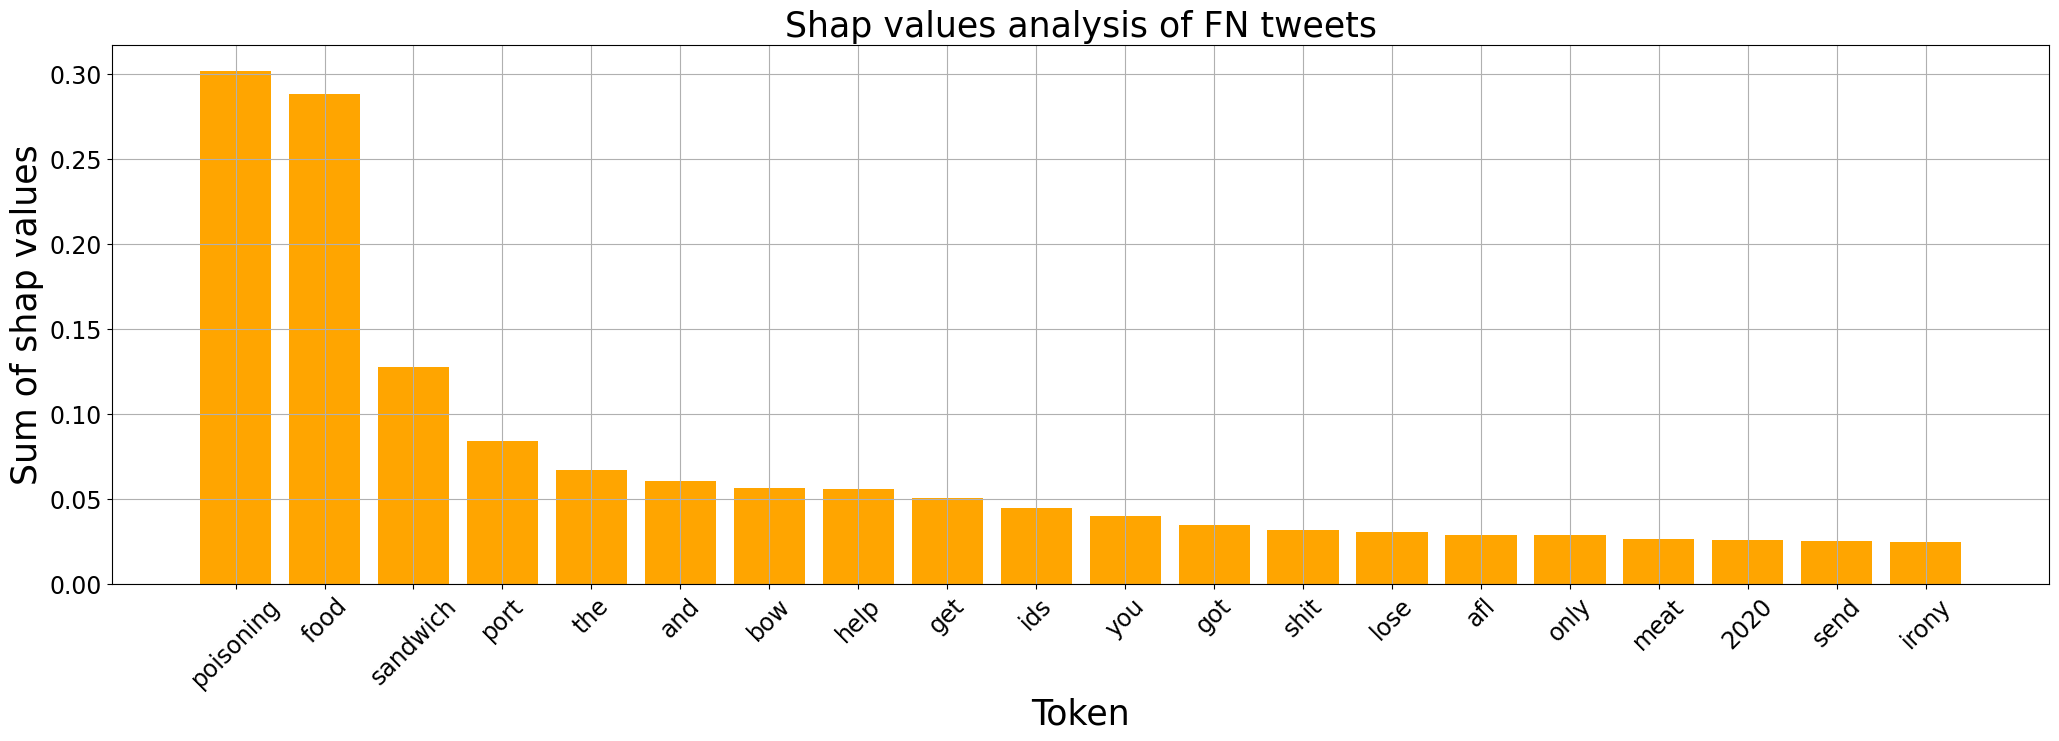 Shap values analysis of FN tweets
Sum of shap values
0.30
0.25
0.20
0.15
0.10
0.05
0.00
poisoning
food
sandwich
port
the
and
bow
help
get
ids
you
got
shit
lose
afl
only
meat
2020
send
irony
Token